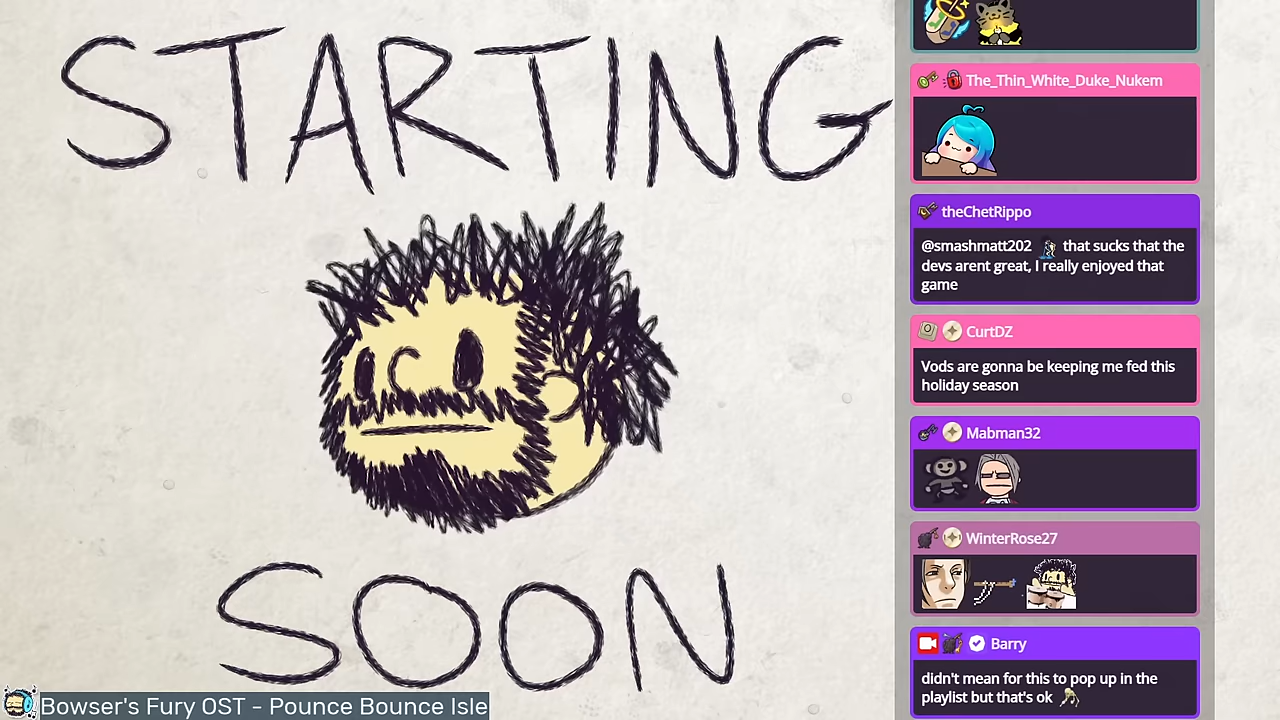 STARTING
SOON
The_Thin_White_Duke_Nukem
theChetRippo
@smashmatt202 that sucks that the
devs arent great, I really enjoyed that
game
CurtDZ
Vods are gonna be keeping me fed this
holiday season
Mabman32
WinterRose27
Barry
didn't mean for this to pop up in the
playlist but that's ok
Bowser's Fury OST - Pounce Bounce Isle